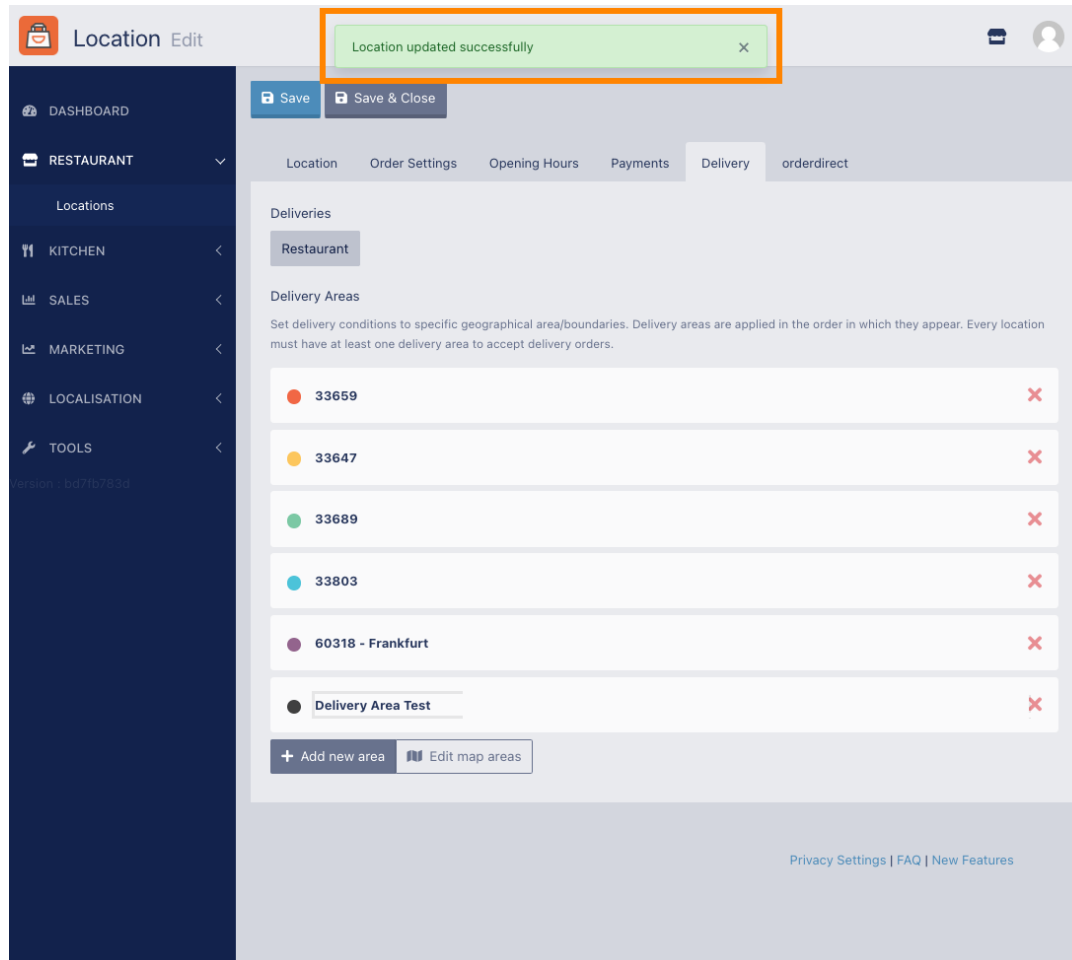 Location Edit
Location updated successfully
Save
Save & Close
DASHBOARD
RESTAURANT
Locations
KITCHEN
SALES
MARKETING
LOCALISATION
TOOLS
Version : bd7fb783d
Location
Order Settings
Opening Hours
Payments
Delivery
orderdirect
Deliveries
Restaurant
Delivery Areas
Set delivery conditions to specific geographical area/boundaries. Delivery areas are applied in the order in which they appear. Every location
must have at least one delivery area to accept delivery orders.
33659
33647
33689
33803
60318 - Frankfurt
Delivery Area Test
Add new area
Edit map areas
Privacy Settings | FAQ | New Features